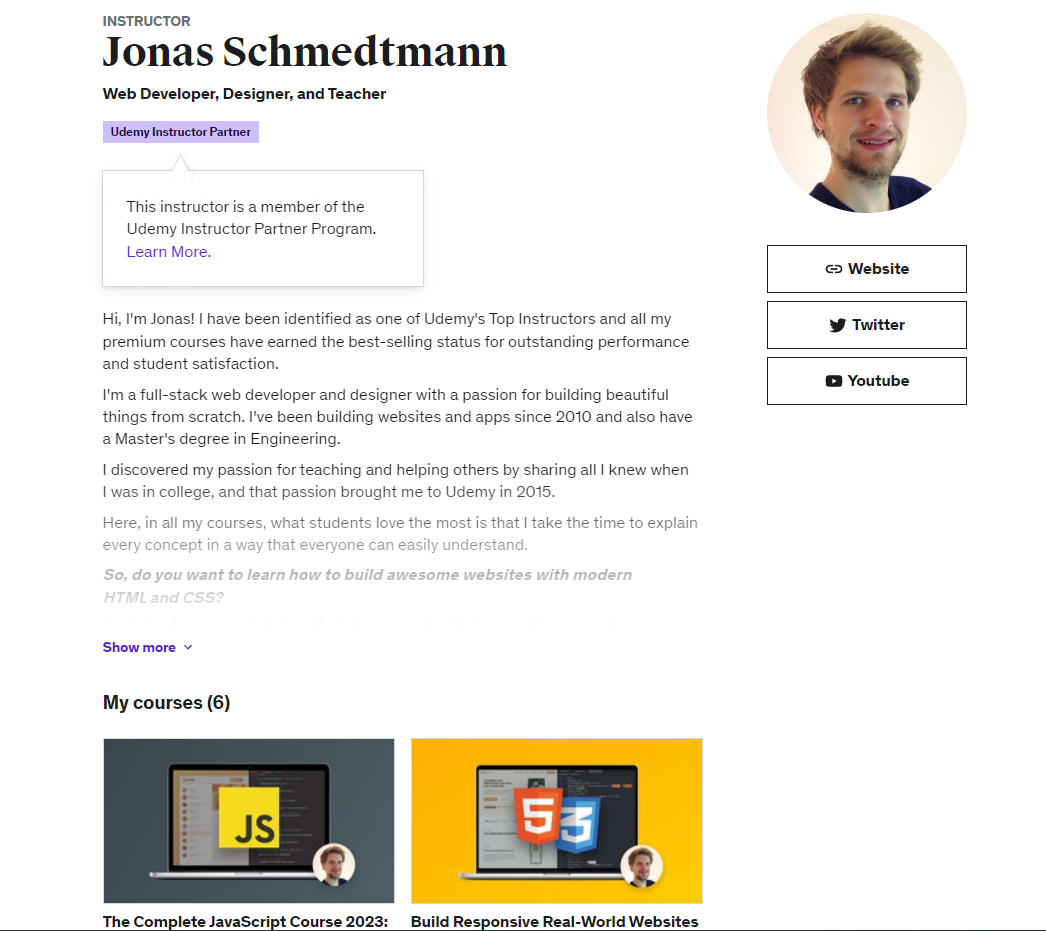 INSTRUCTOR
Jonas Schmedtmann
Web Developer, Designer, and Teacher
Udemy Instructor Partner
This instructor is a member of the
Udemy Instructor Partner Program.
Learn More.
Hi, I'm Jonas! I have been identified as one of Udemy's Top Instructors and all my
premium courses have earned the best-selling status for outstanding performance
and student satisfaction.
I'm a full-stack web developer and designer with a passion for building beautiful
things from scratch. I've been building websites and apps since 2010 and also have
a Master's degree in Engineering.
I discovered my passion for teaching and helping others by sharing all I knew when
I was in college, and that passion brought me to Udemy in 2015.
Here, in all my courses, what students love the most is that I take the time to explain
every concept in a way that everyone can easily understand.
So, do you want to learn how to build awesome websites with modern
HTML and CSS?
Show more
My courses (6)
JS
5 3
The Complete JavaScript Course 2023:
Build Responsive Real-World Websites
Website
Twitter
Youtube